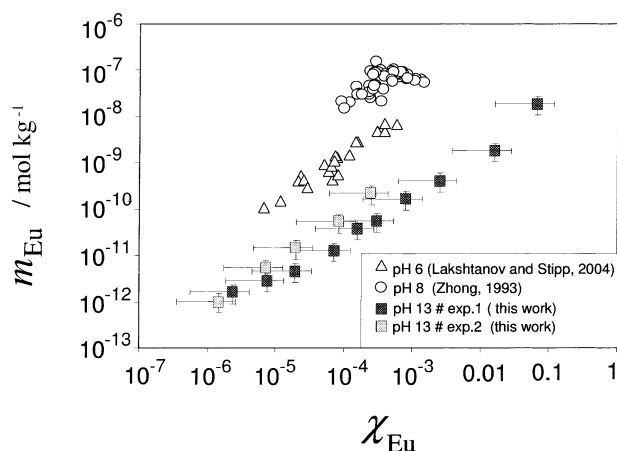 10⁻⁶
10⁻⁷
10⁻⁸
10⁻⁹
10⁻¹⁰
10⁻¹¹
10⁻¹²
10⁻¹³
m_Eu / mol kg⁻¹
△ pH 6 (Lakshtanov and Stipp, 2004)
○ pH 8 (Zhong, 1993)
pH 13 # exp.1 ( this work)
pH 13 # exp.2 (this work)
10⁻⁷ 10⁻⁶ 10⁻⁵ 10⁻⁴ 10⁻³ 0.01 0.1 1
χ_Eu